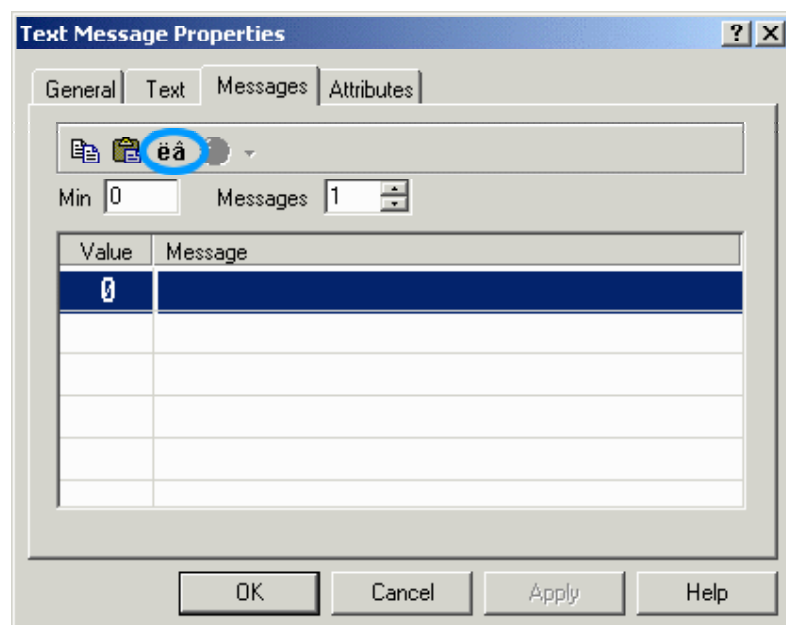 Text Message Properties ? X
General Text Messages Attributes
ëâ
Min 0 Messages 1
Value Message
0
OK Cancel Apply Help